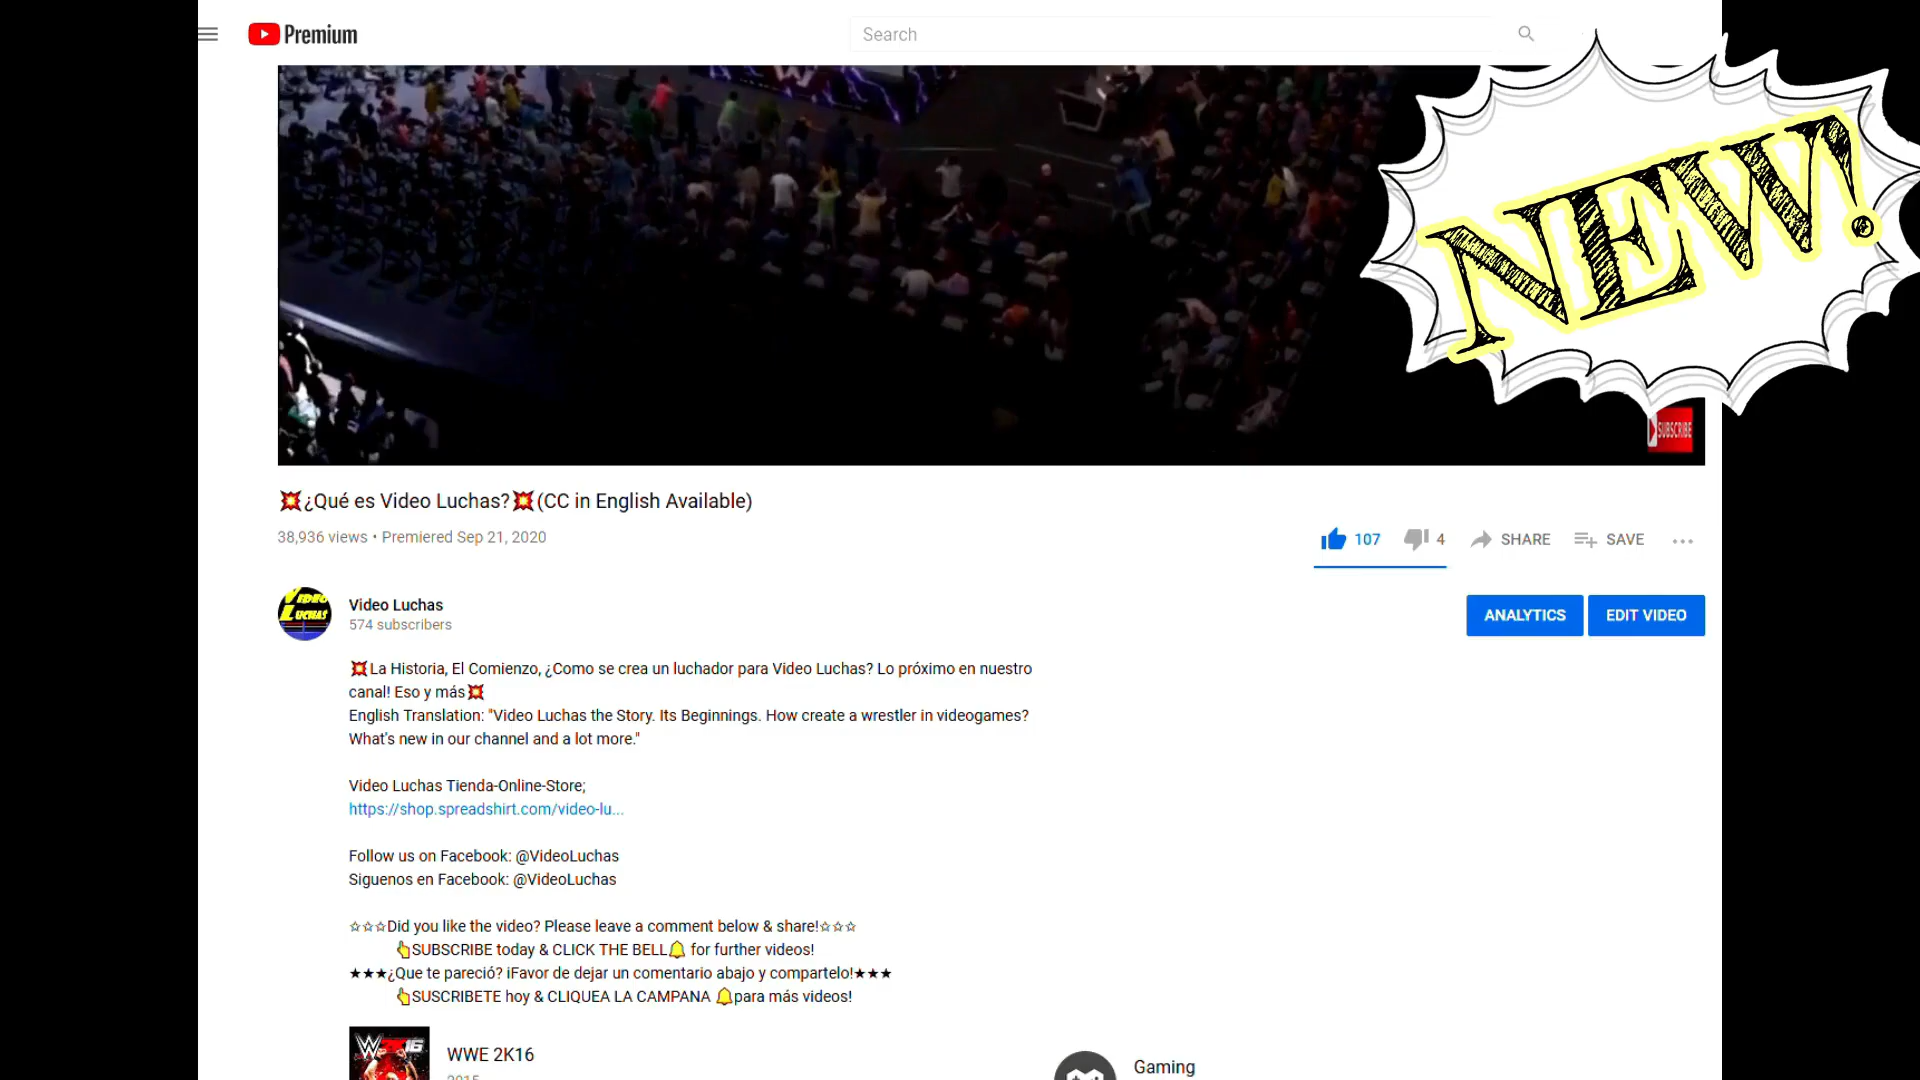 Premium
Search
NEW!
SUBSCRIBE
💥¿Qué es Video Luchas?💥(CC in English Available)
38,936 views • Premiered Sep 21, 2020
107
4
SHARE
SAVE
VIDEO
LUCHAS
Video Luchas
574 subscribers
ANALYTICS
EDIT VIDEO
💥La Historia, El Comienzo, ¿Como se crea un luchador para Video Luchas? Lo próximo en nuestro
canal! Eso y más💥
English Translation: "Video Luchas the Story. Its Beginnings. How create a wrestler in videogames?
What's new in our channel and a lot more."
Video Luchas Tienda-Online-Store;
https://shop.spreadshirt.com/video-lu...
Follow us on Facebook: @VideoLuchas
Siguenos en Facebook: @VideoLuchas
☆☆☆Did you like the video? Please leave a comment below & share!☆☆☆
👆SUBSCRIBE today & CLICK THE BELL🔔 for further videos!
★★★¿Que te pareció? ¡Favor de dejar un comentario abajo y compartelo!★★★
👆SUSCRIBETE hoy & CLIQUEA LA CAMPANA 🔔para más videos!
W 2K16
WWE 2K16
2015
Gaming